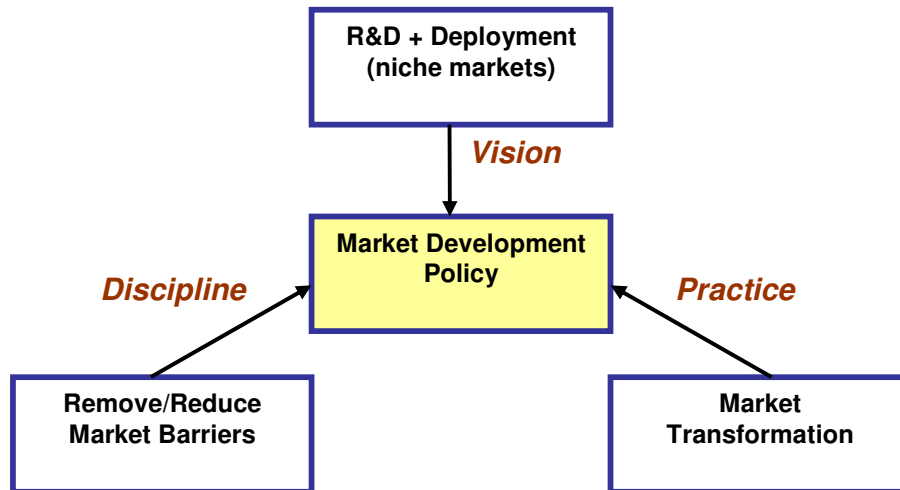 R&D + Deployment
(niche markets)
Vision
Market Development
Policy
Discipline
Practice
Remove/Reduce
Market Barriers
Market
Transformation